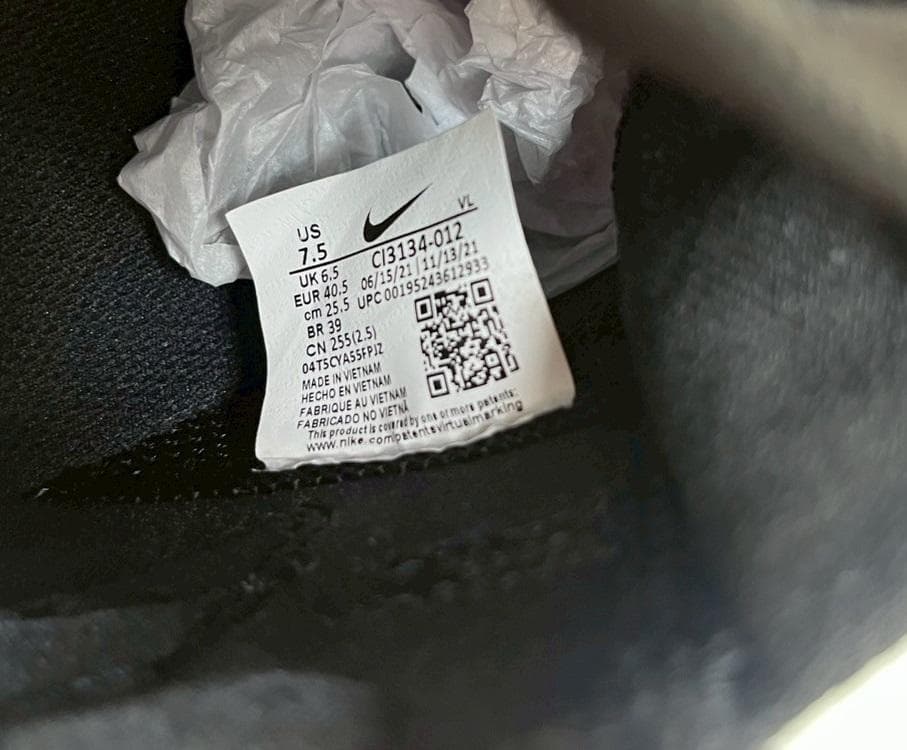 VL
US
7.5
CI3134-012
UK 6.5
06/15/21 | 11/13/21
EUR 40.5
UPC 00195243612933
cm 25.5
BR 39
CN 255(2.5)
04T5CYA55FPJZ
MADE IN VIETNAM
HECHO EN VIETNAM
FABRIQUE AU VIETNAM
FABRICADO NO VIETNA
This product is covered by one or more patents:
www.nike.com/patentsvirtualmarking